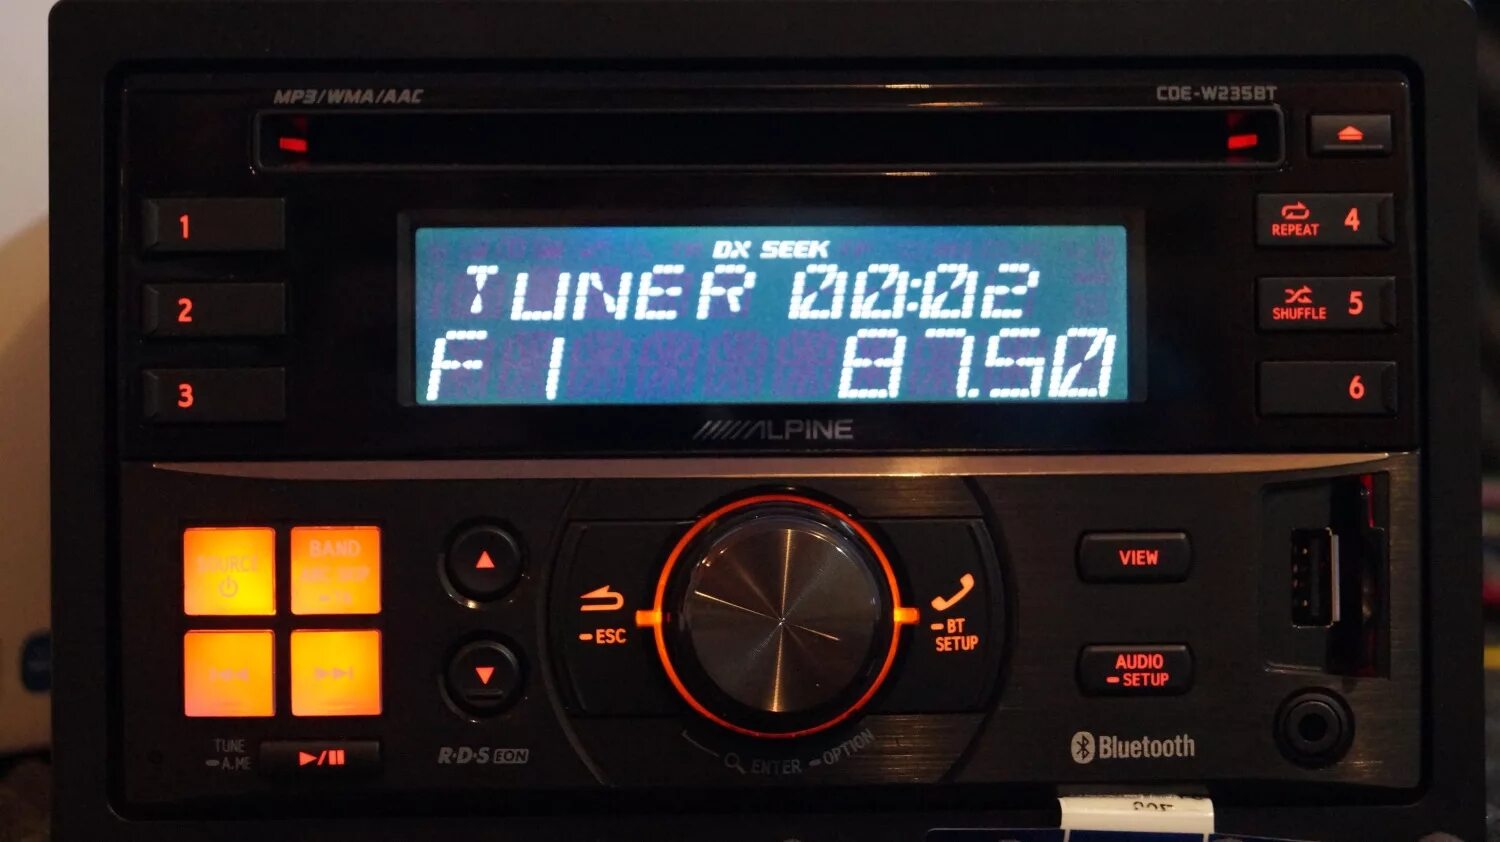 MP3/WMA/AAC
CDE-W235BT
DX SEEK
TUNER 00:02
F1 87.50
ALPINE
1
2
3
REPEAT 4
SHUFFLE 5
6
SOURCE
BAND
ESC
BT
SETUP
VIEW
AUDIO
SETUP
TUNE
A.ME
R·D·S EON
ENTER OPTION
Bluetooth